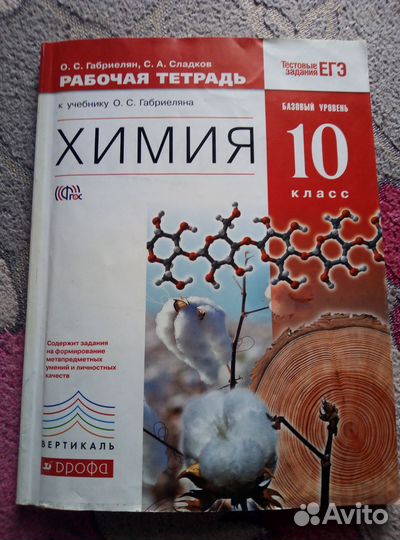 О. С. Габриелян, С. А. Сладков
РАБОЧАЯ ТЕТРАДЬ
к учебнику О. С. Габриеляна
Тестовые
задания ЕГЭ
БАЗОВЫЙ УРОВЕНЬ
ХИМИЯ 10
класс
ФГОС
Содержит задания
на формирование
метапредметных
умений и личностных
качеств
ВЕРТИКАЛЬ
дрофа
Avito